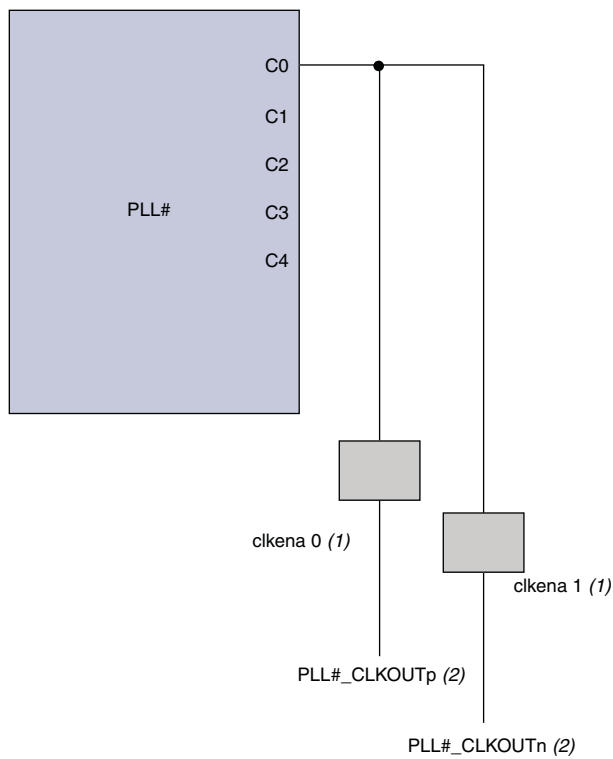 C0
C1
C2
PLL#
C3
C4
clkena 0 (1)
clkena 1 (1)
PLL#_CLKOUTp (2)
PLL#_CLKOUTn (2)